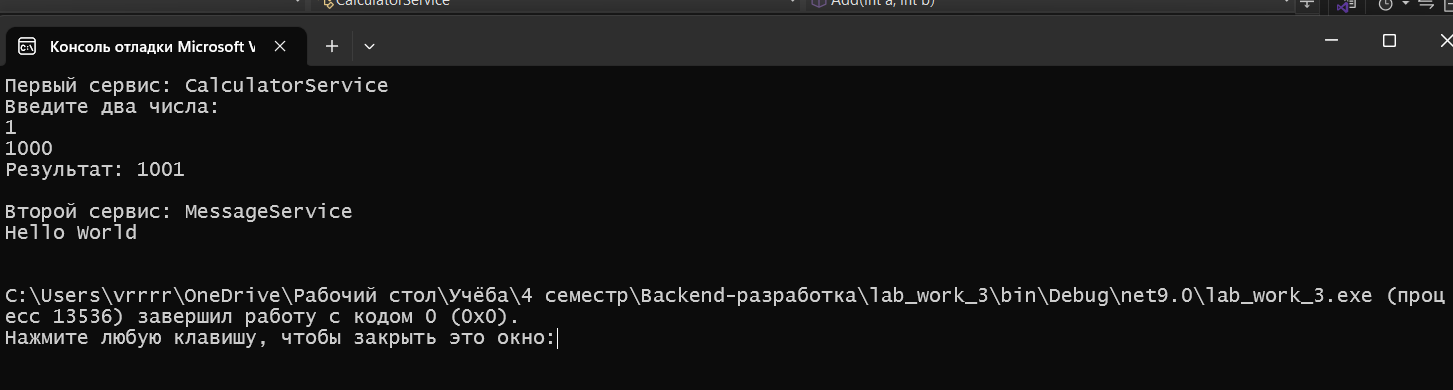 CalculatorService Add(int a, int b)
Консоль отладки Microsoft V
Первый сервис: CalculatorService
Введите два числа:
1
1000
Результат: 1001
Второй сервис: MessageService
Hello World
C:\Users\vrrrr\OneDrive\Рабочий стол\Учёба\4 семестр\Backend-разработка\lab_work_3\bin\Debug\net9.0\lab_work_3.exe (проц
есс 13536) завершил работу с кодом 0 (0x0).
Нажмите любую клавишу, чтобы закрыть это окно: